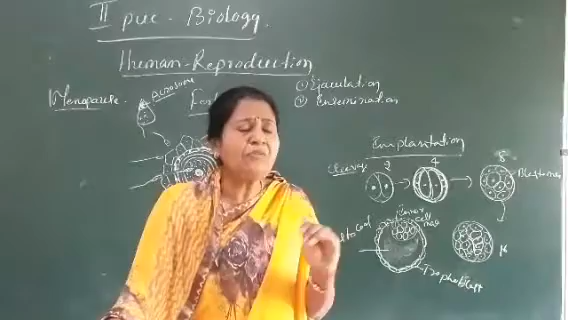 II puc - Biology.
Human-Reproduction
Menopause.
Acrosome
① Ejaculation
② Insemination
Implantation
Cleavage
2
4
8
Blastomere
Inner
cell
mass
Trophoblast